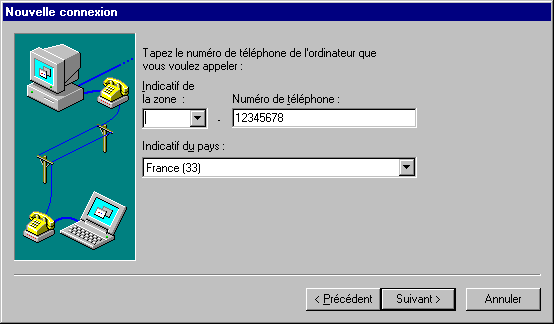 Nouvelle connexion
Tapez le numéro de téléphone de l'ordinateur que
vous voulez appeler :
Indicatif de
la zone :
Numéro de téléphone :
- 12345678
Indicatif du pays :
France (33)
< Précédent
Suivant >
Annuler